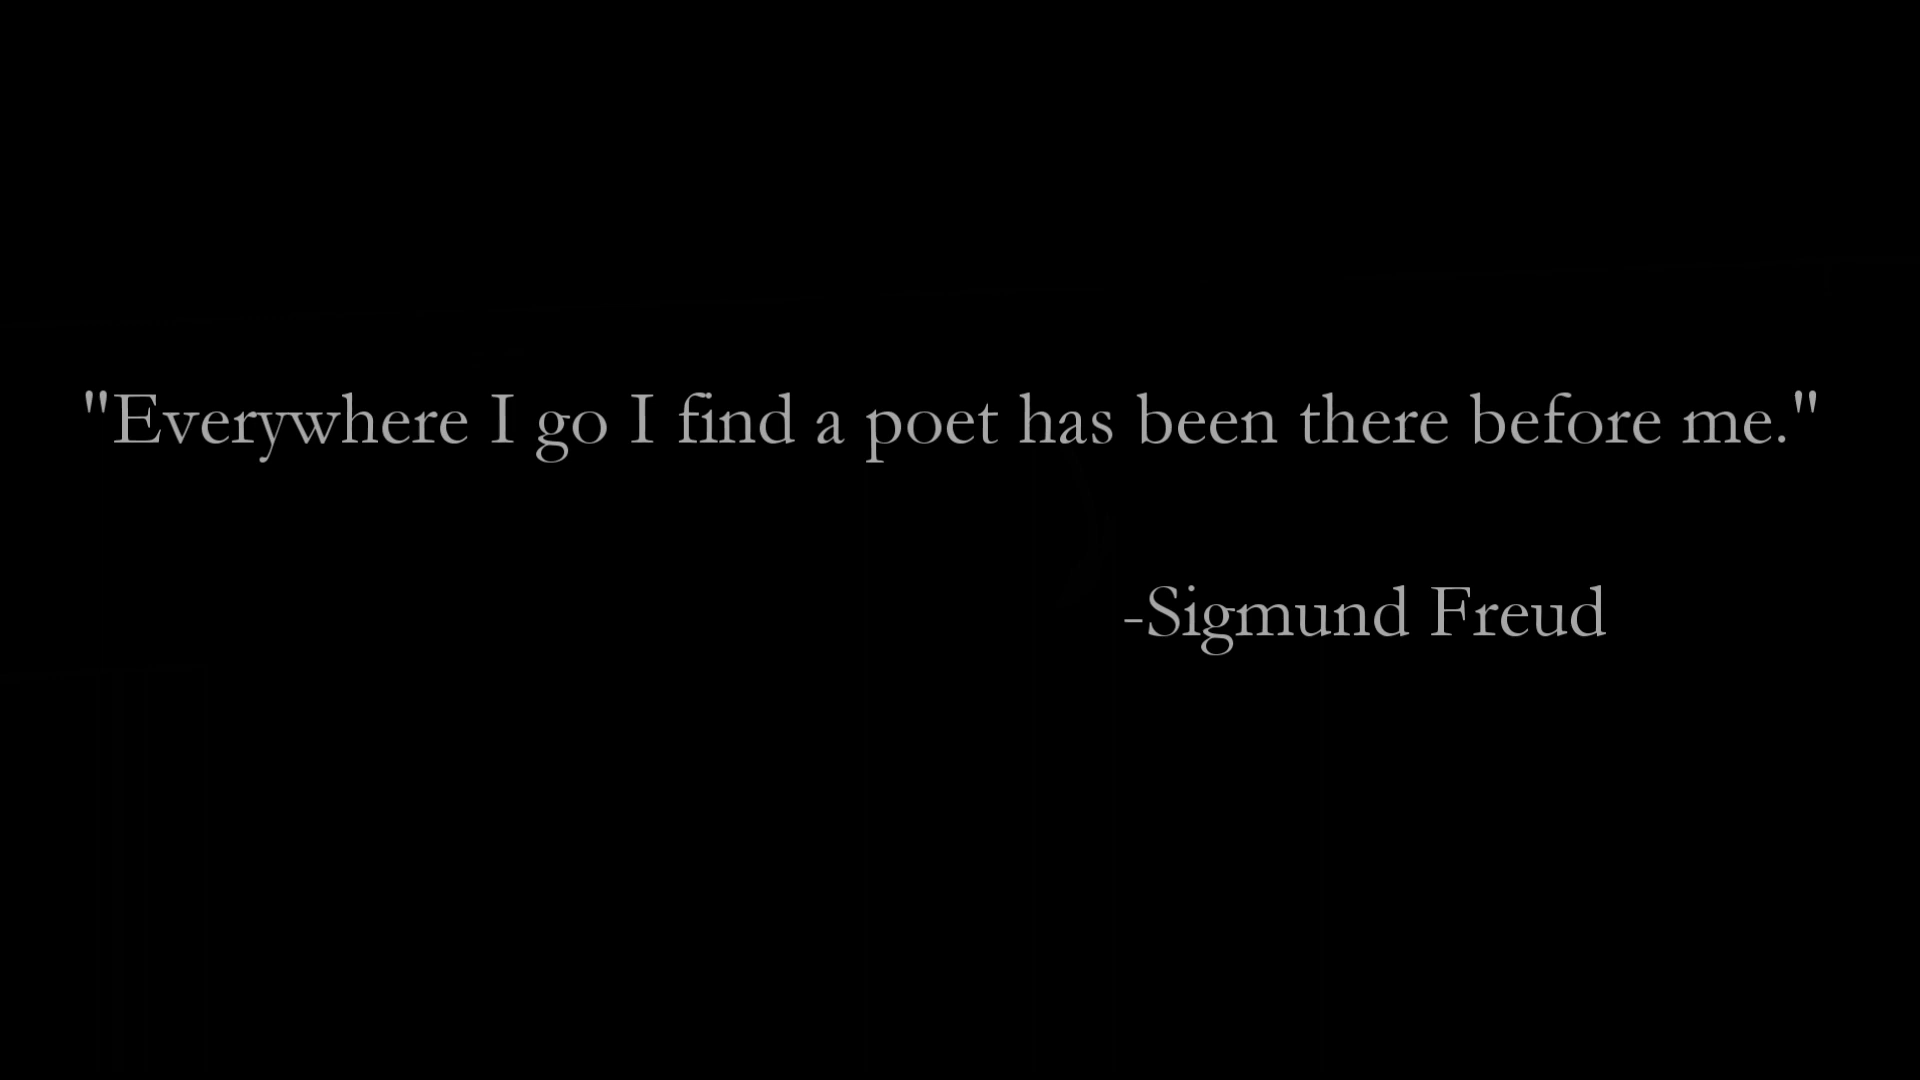 "Everywhere I go I find a poet has been there before me."
-Sigmund Freud